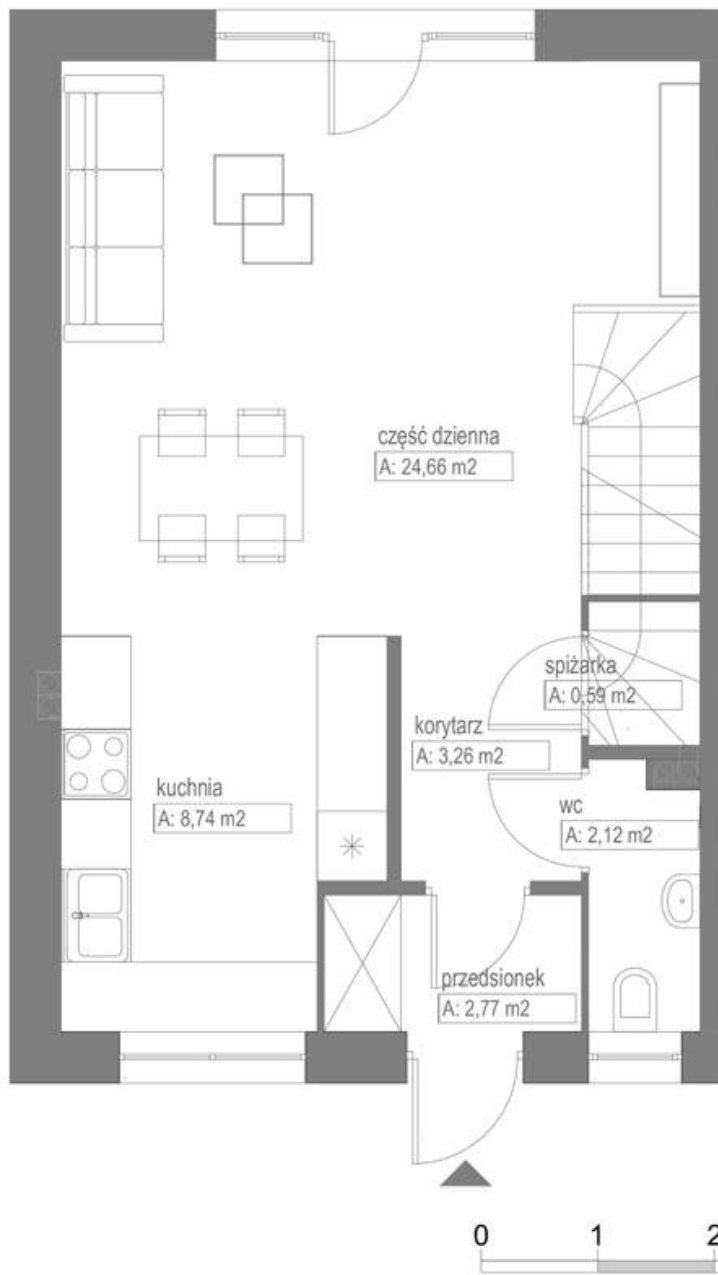 część dzienna
A: 24,66 m2
spiżarka
A: 0,59 m2
korytarz
A: 3,26 m2
kuchnia
A: 8,74 m2
wc
A: 2,12 m2
przedsionek
A: 2,77 m2
0 1 2